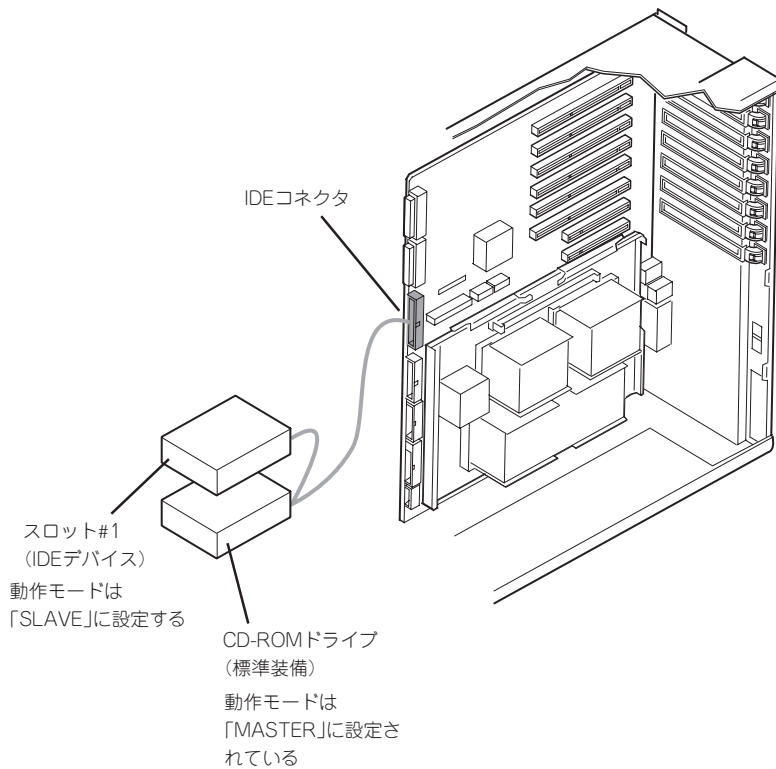 IDEコネクタ
スロット#1
（IDEデバイス）
動作モードは
「SLAVE」に設定する
CD-ROMドライブ
（標準装備）
動作モードは
「MASTER」に設定さ
れている